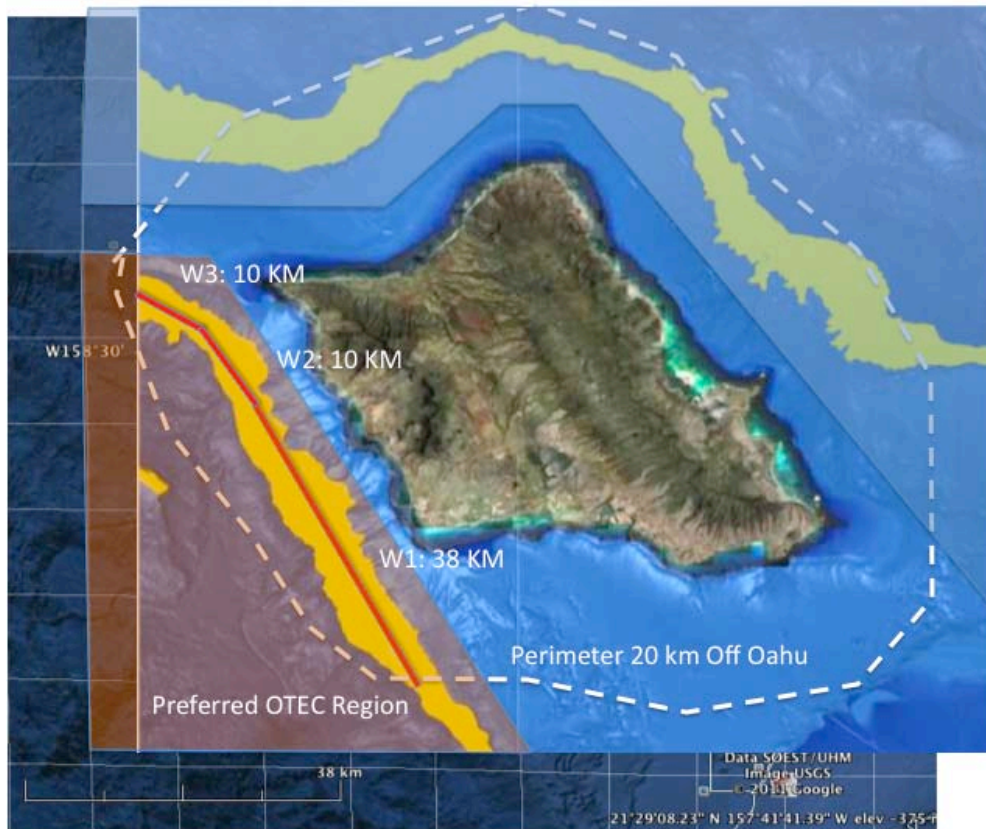 W3: 10 KM
W158°30'
W2: 10 KM
W1: 38 KM
Perimeter 20 km Off Oahu
Preferred OTEC Region
Data SOEST/UHM
38 km
Image USGS
© 2011 Google
21°29'08.23" N 157°41'41.39" W elev -375 m